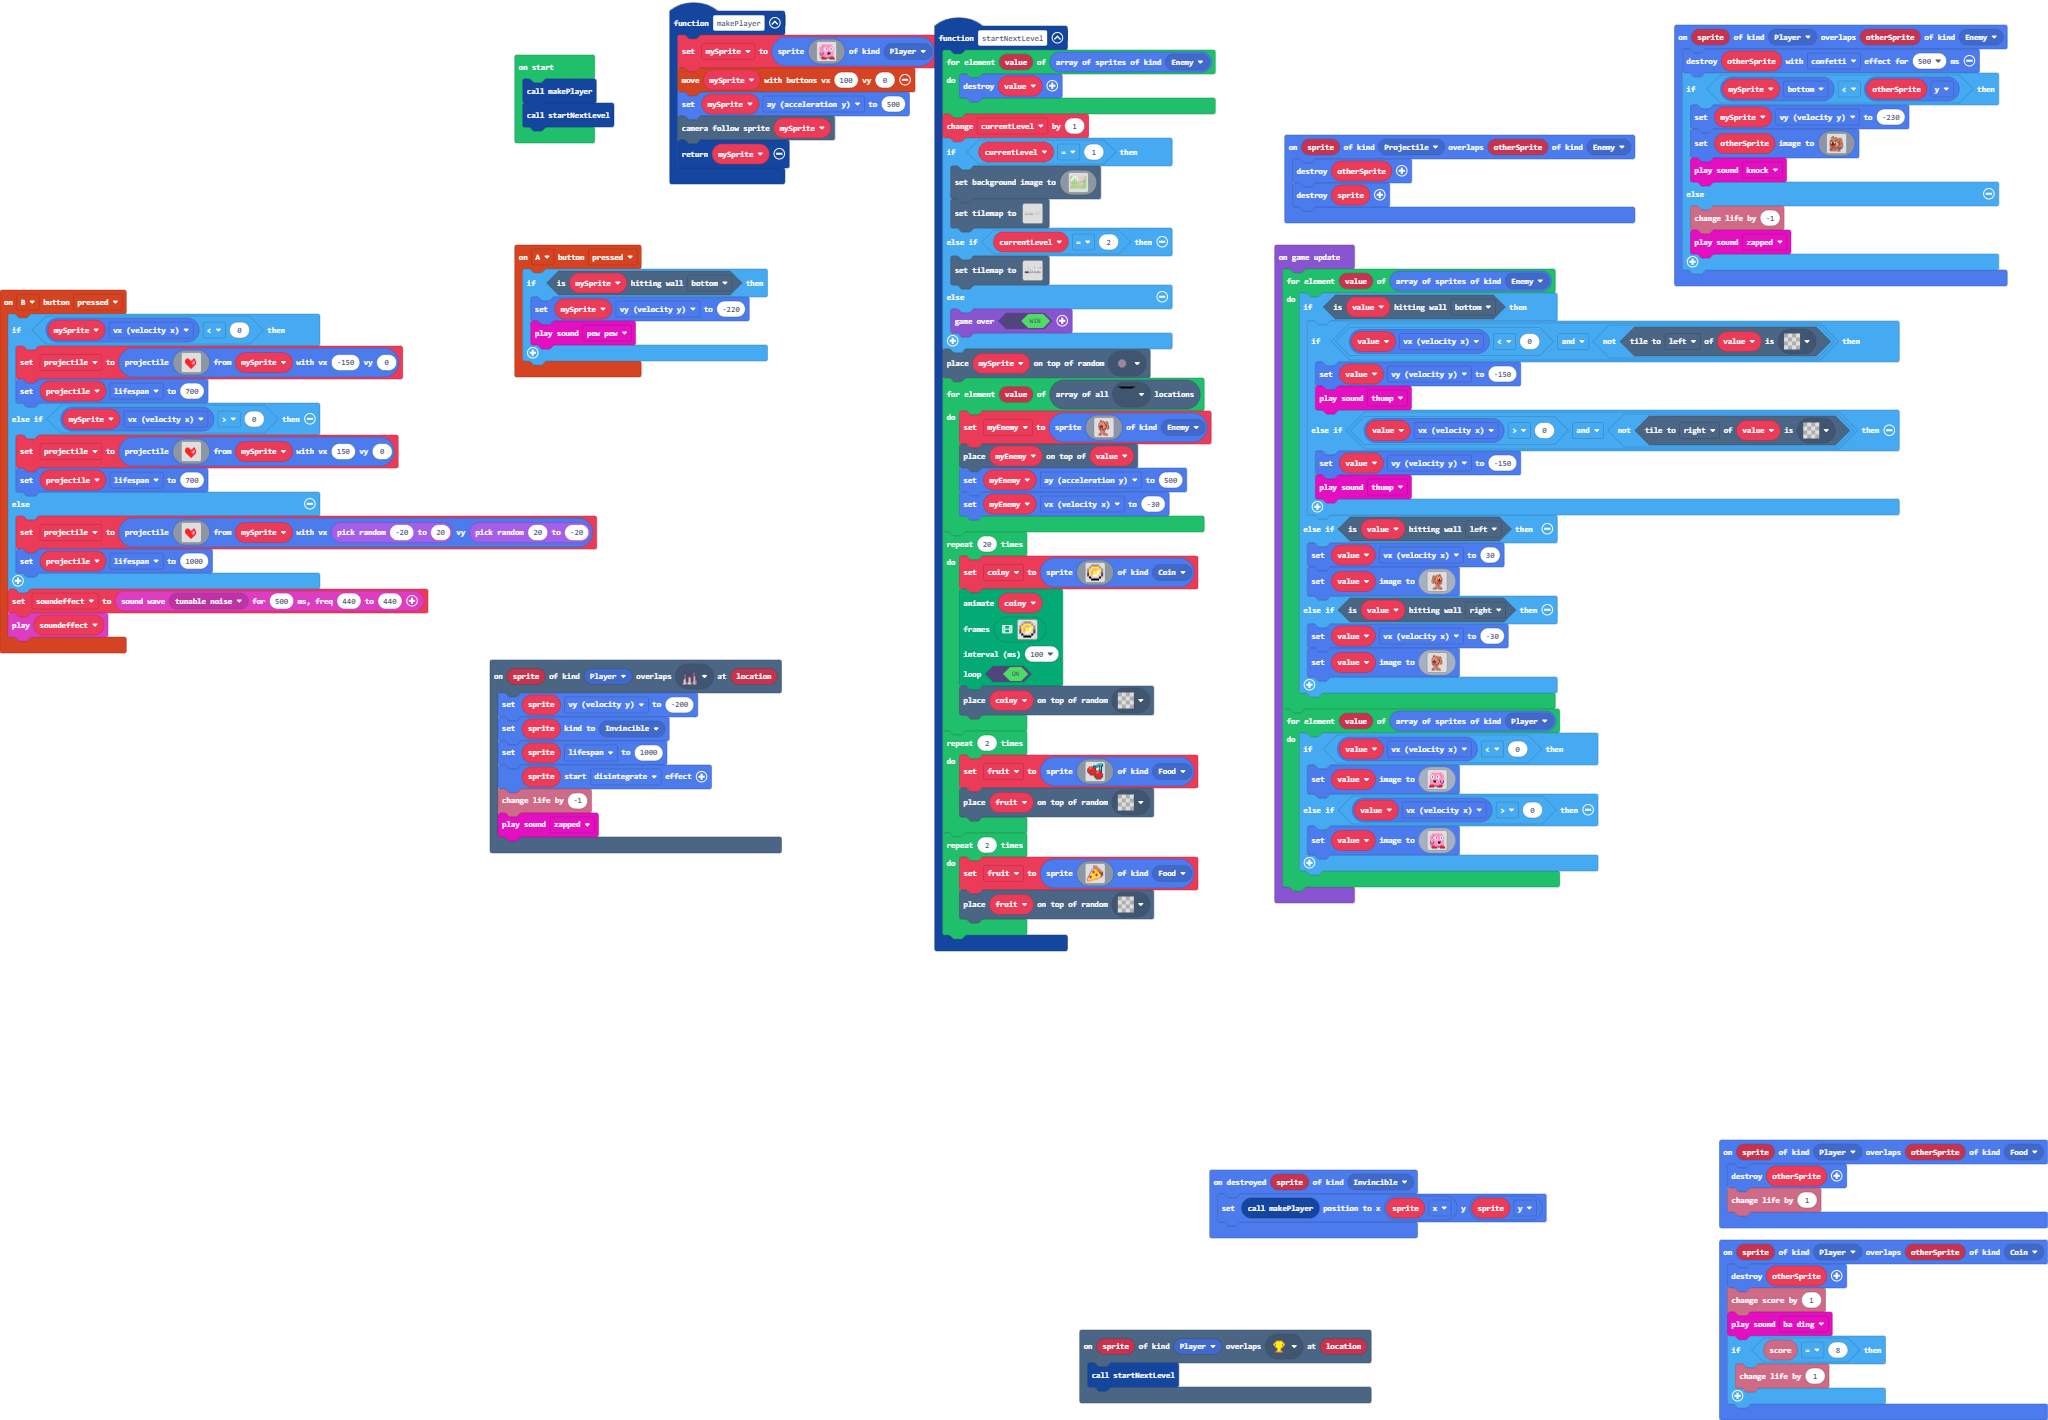 function makePlayer
set mySprite to sprite of kind Player
move mySprite with buttons vx 100 vy 0
set mySprite ay (acceleration y) to 500
camera follow sprite mySprite
return mySprite
on start
call makePlayer
call startNextLevel
on A button pressed
if is mySprite hitting wall bottom then
set mySprite vy (velocity y) to -220
play sound pew pew
on B button pressed
if mySprite vx (velocity x) < 0 then
set projectile to projectile from mySprite with vx -150 vy 0
set projectile lifespan to 700
else if mySprite vx (velocity x) > 0 then
set projectile to projectile from mySprite with vx 150 vy 0
set projectile lifespan to 700
else
set projectile to projectile from mySprite with vx pick random -20 to 20 vy pick random 20 to -20
set projectile lifespan to 1000
set soundeffect to sound wave tunable noise for 500 ms, freq 440 to 440
play soundeffect
on sprite of kind Player overlaps at location
set sprite vy (velocity y) to -200
set sprite kind to Invincible
set sprite lifespan to 1000
sprite start disintegrate effect
change life by -1
play sound zapped
function startNextLevel
for element value of array of sprites of kind Enemy
do
destroy value
change currentLevel by 1
if currentLevel = 1 then
set background image to
set tilemap to
else if currentLevel = 2 then
set tilemap to
else
game over WIN
place mySprite on top of random
for element value of array of all locations
do
set myEnemy to sprite of kind Enemy
place myEnemy on top of value
set myEnemy ay (acceleration y) to 500
set myEnemy vx (velocity x) to -30
repeat 20 times
do
set coiny to sprite of kind Coin
animate coiny
frames
interval (ms) 100
loop ON
place coiny on top of random
repeat 2 times
do
set fruit to sprite of kind Food
place fruit on top of random
repeat 2 times
do
set fruit to sprite of kind Food
place fruit on top of random
on sprite of kind Projectile overlaps otherSprite of kind Enemy
destroy otherSprite
destroy sprite
on game update
for element value of array of sprites of kind Enemy
do
if is value hitting wall bottom then
if value vx (velocity x) < 0 and not tile to left of value is then
set value vy (velocity y) to -150
play sound thump
else if value vx (velocity x) > 0 and not tile to right of value is then
set value vy (velocity y) to -150
play sound thump
else if is value hitting wall left then
set value vx (velocity x) to 30
set value image to
else if is value hitting wall right then
set value vx (velocity x) to -30
set value image to
for element value of array of sprites of kind Player
do
if value vx (velocity x) < 0 then
set value image to
else if value vx (velocity x) > 0 then
set value image to
on sprite of kind Player overlaps otherSprite of kind Enemy
destroy otherSprite with confetti effect for 500 ms
if mySprite bottom < otherSprite y then
set mySprite vy (velocity y) to -230
set otherSprite image to
play sound knock
else
change life by -1
play sound zapped
on destroyed sprite of kind Invincible
set call makePlayer position to x sprite x y sprite y
on sprite of kind Player overlaps at location
call startNextLevel
on sprite of kind Player overlaps otherSprite of kind Food
destroy otherSprite
change life by 1
on sprite of kind Player overlaps otherSprite of kind Coin
destroy otherSprite
change score by 1
play sound ba ding
if score = 8 then
change life by 1